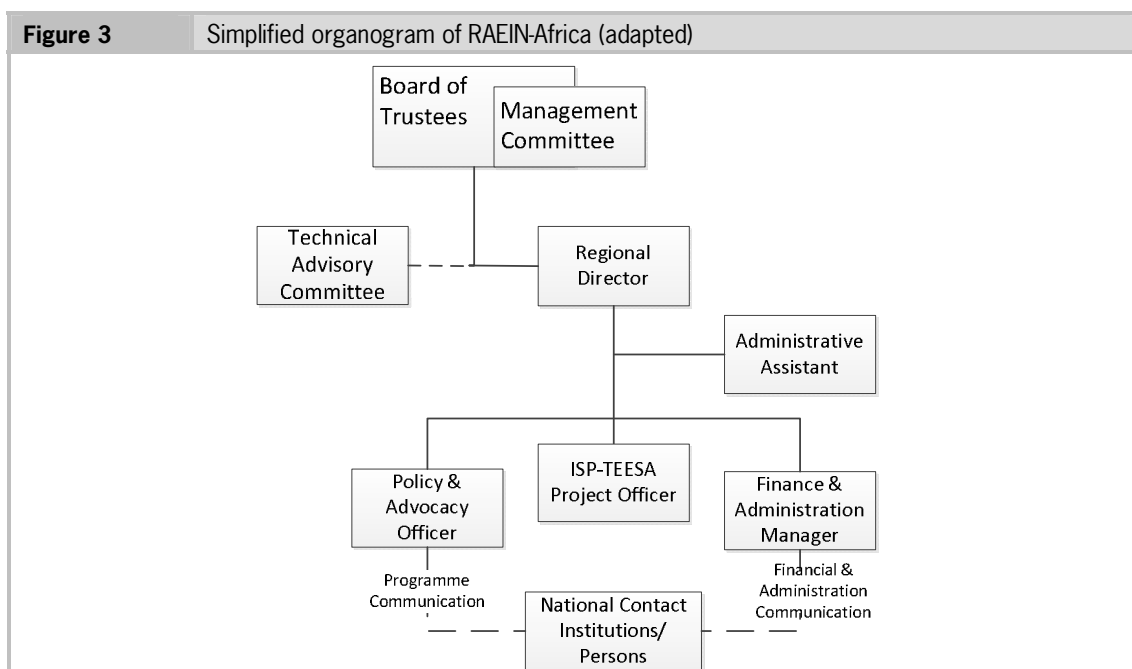 Figure 3 Simplified organogram of RAEIN-Africa (adapted)
Board of
Trustees
Management
Committee
Technical
Advisory
Committee
Regional
Director
Administrative
Assistant
Policy &
Advocacy
Officer
ISP-TEESA
Project Officer
Finance &
Administration
Manager
Programme
Communication
Financial &
Administration
Communication
National Contact
Institutions/
Persons